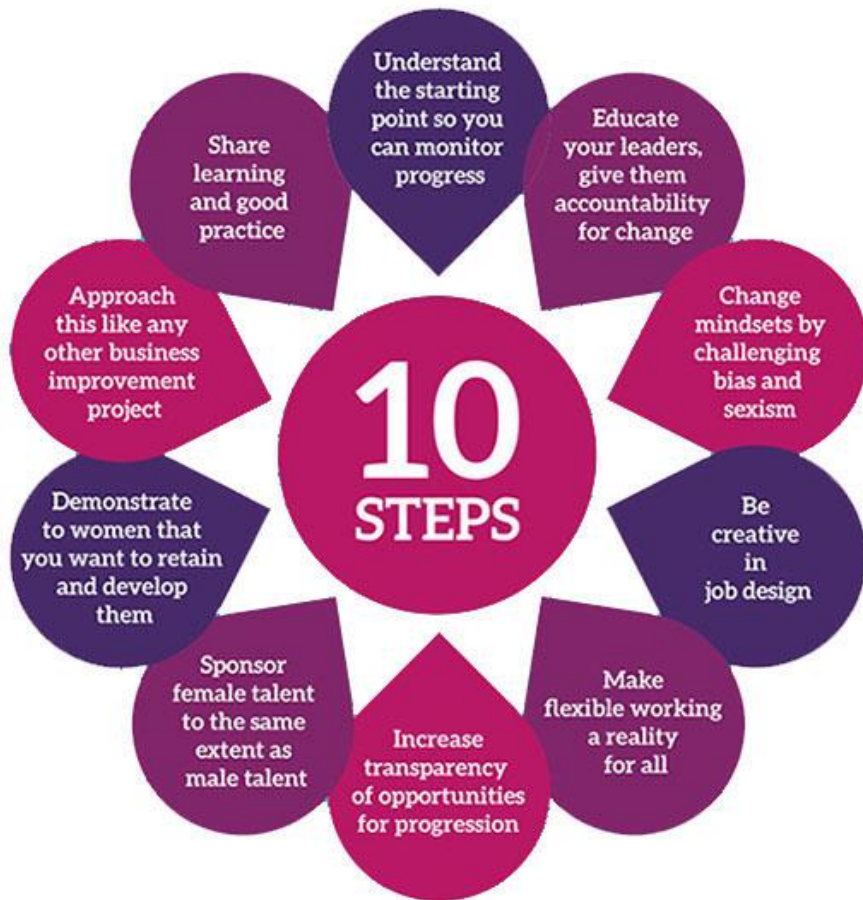 Understand
the starting
point so you
can monitor
progress
Educate
your leaders,
give them
accountability
for change
Change
mindsets by
challenging
bias and
sexism
Be
creative
in
job design
Make
flexible working
a reality
for all
Increase
transparency
of opportunities
for progression
Sponsor
female talent
to the same
extent as
male talent
Demonstrate
to women that
you want to retain
and develop
them
Approach
this like any
other business
improvement
project
Share
learning
and good
practice
10
STEPS